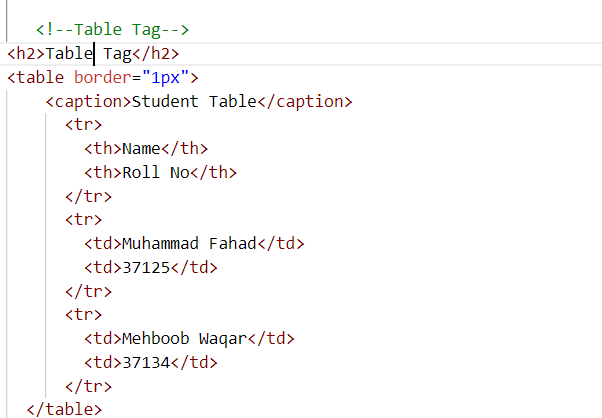 <!--Table Tag-->
<h2>Table Tag</h2>
<table border="1px">
<caption>Student Table</caption>
<tr>
<th>Name</th>
<th>Roll No</th>
</tr>
<tr>
<td>Muhammad Fahad</td>
<td>37125</td>
</tr>
<tr>
<td>Mehboob Waqar</td>
<td>37134</td>
</tr>
</table>